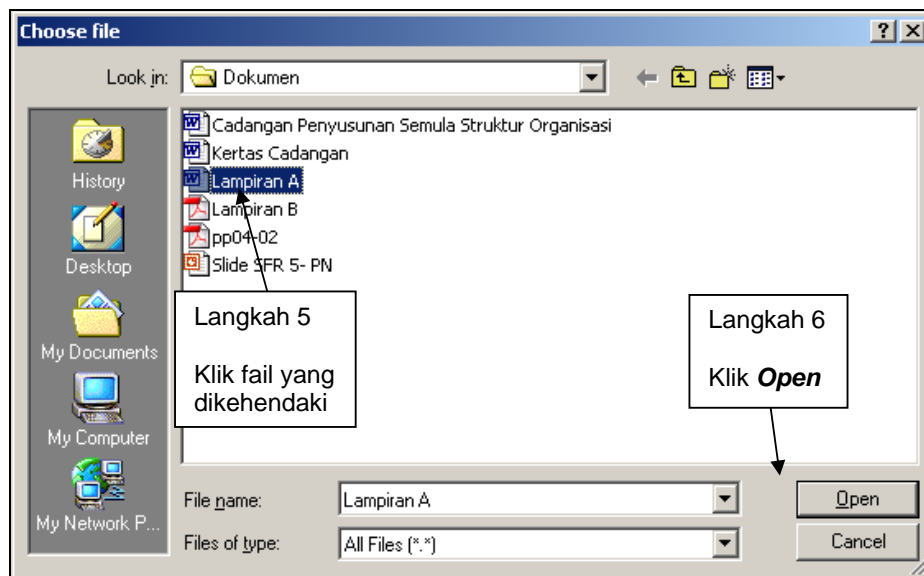 Choose file
Look in:
Dokumen
History
Desktop
My Documents
My Computer
My Network P...
Cadangan Penyusunan Semula Struktur Organisasi
Kertas Cadangan
Lampiran A
Lampiran B
pp04-02
Slide SFR 5- PN
Langkah 5
Klik fail yang
dikehendaki
Langkah 6
Klik Open
File name:
Lampiran A
Open
Files of type:
All Files (*.*)
Cancel